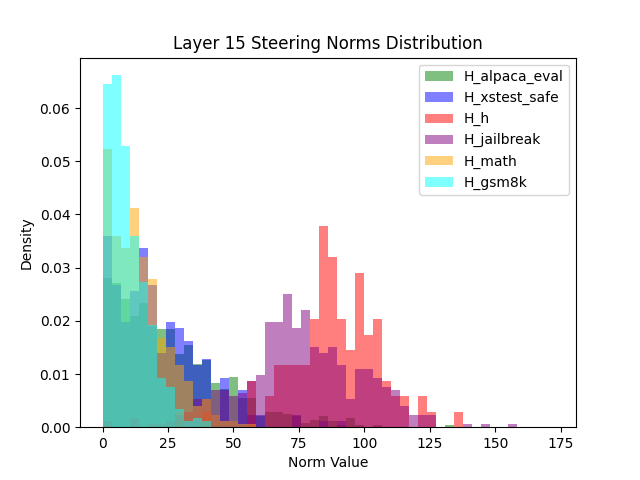 Layer 15 Steering Norms Distribution
H_alpaca_eval
H_xstest_safe
H_h
H_jailbreak
H_math
H_gsm8k
Density
0.06
0.05
0.04
0.03
0.02
0.01
0.00
0 25 50 75 100 125 150 175
Norm Value